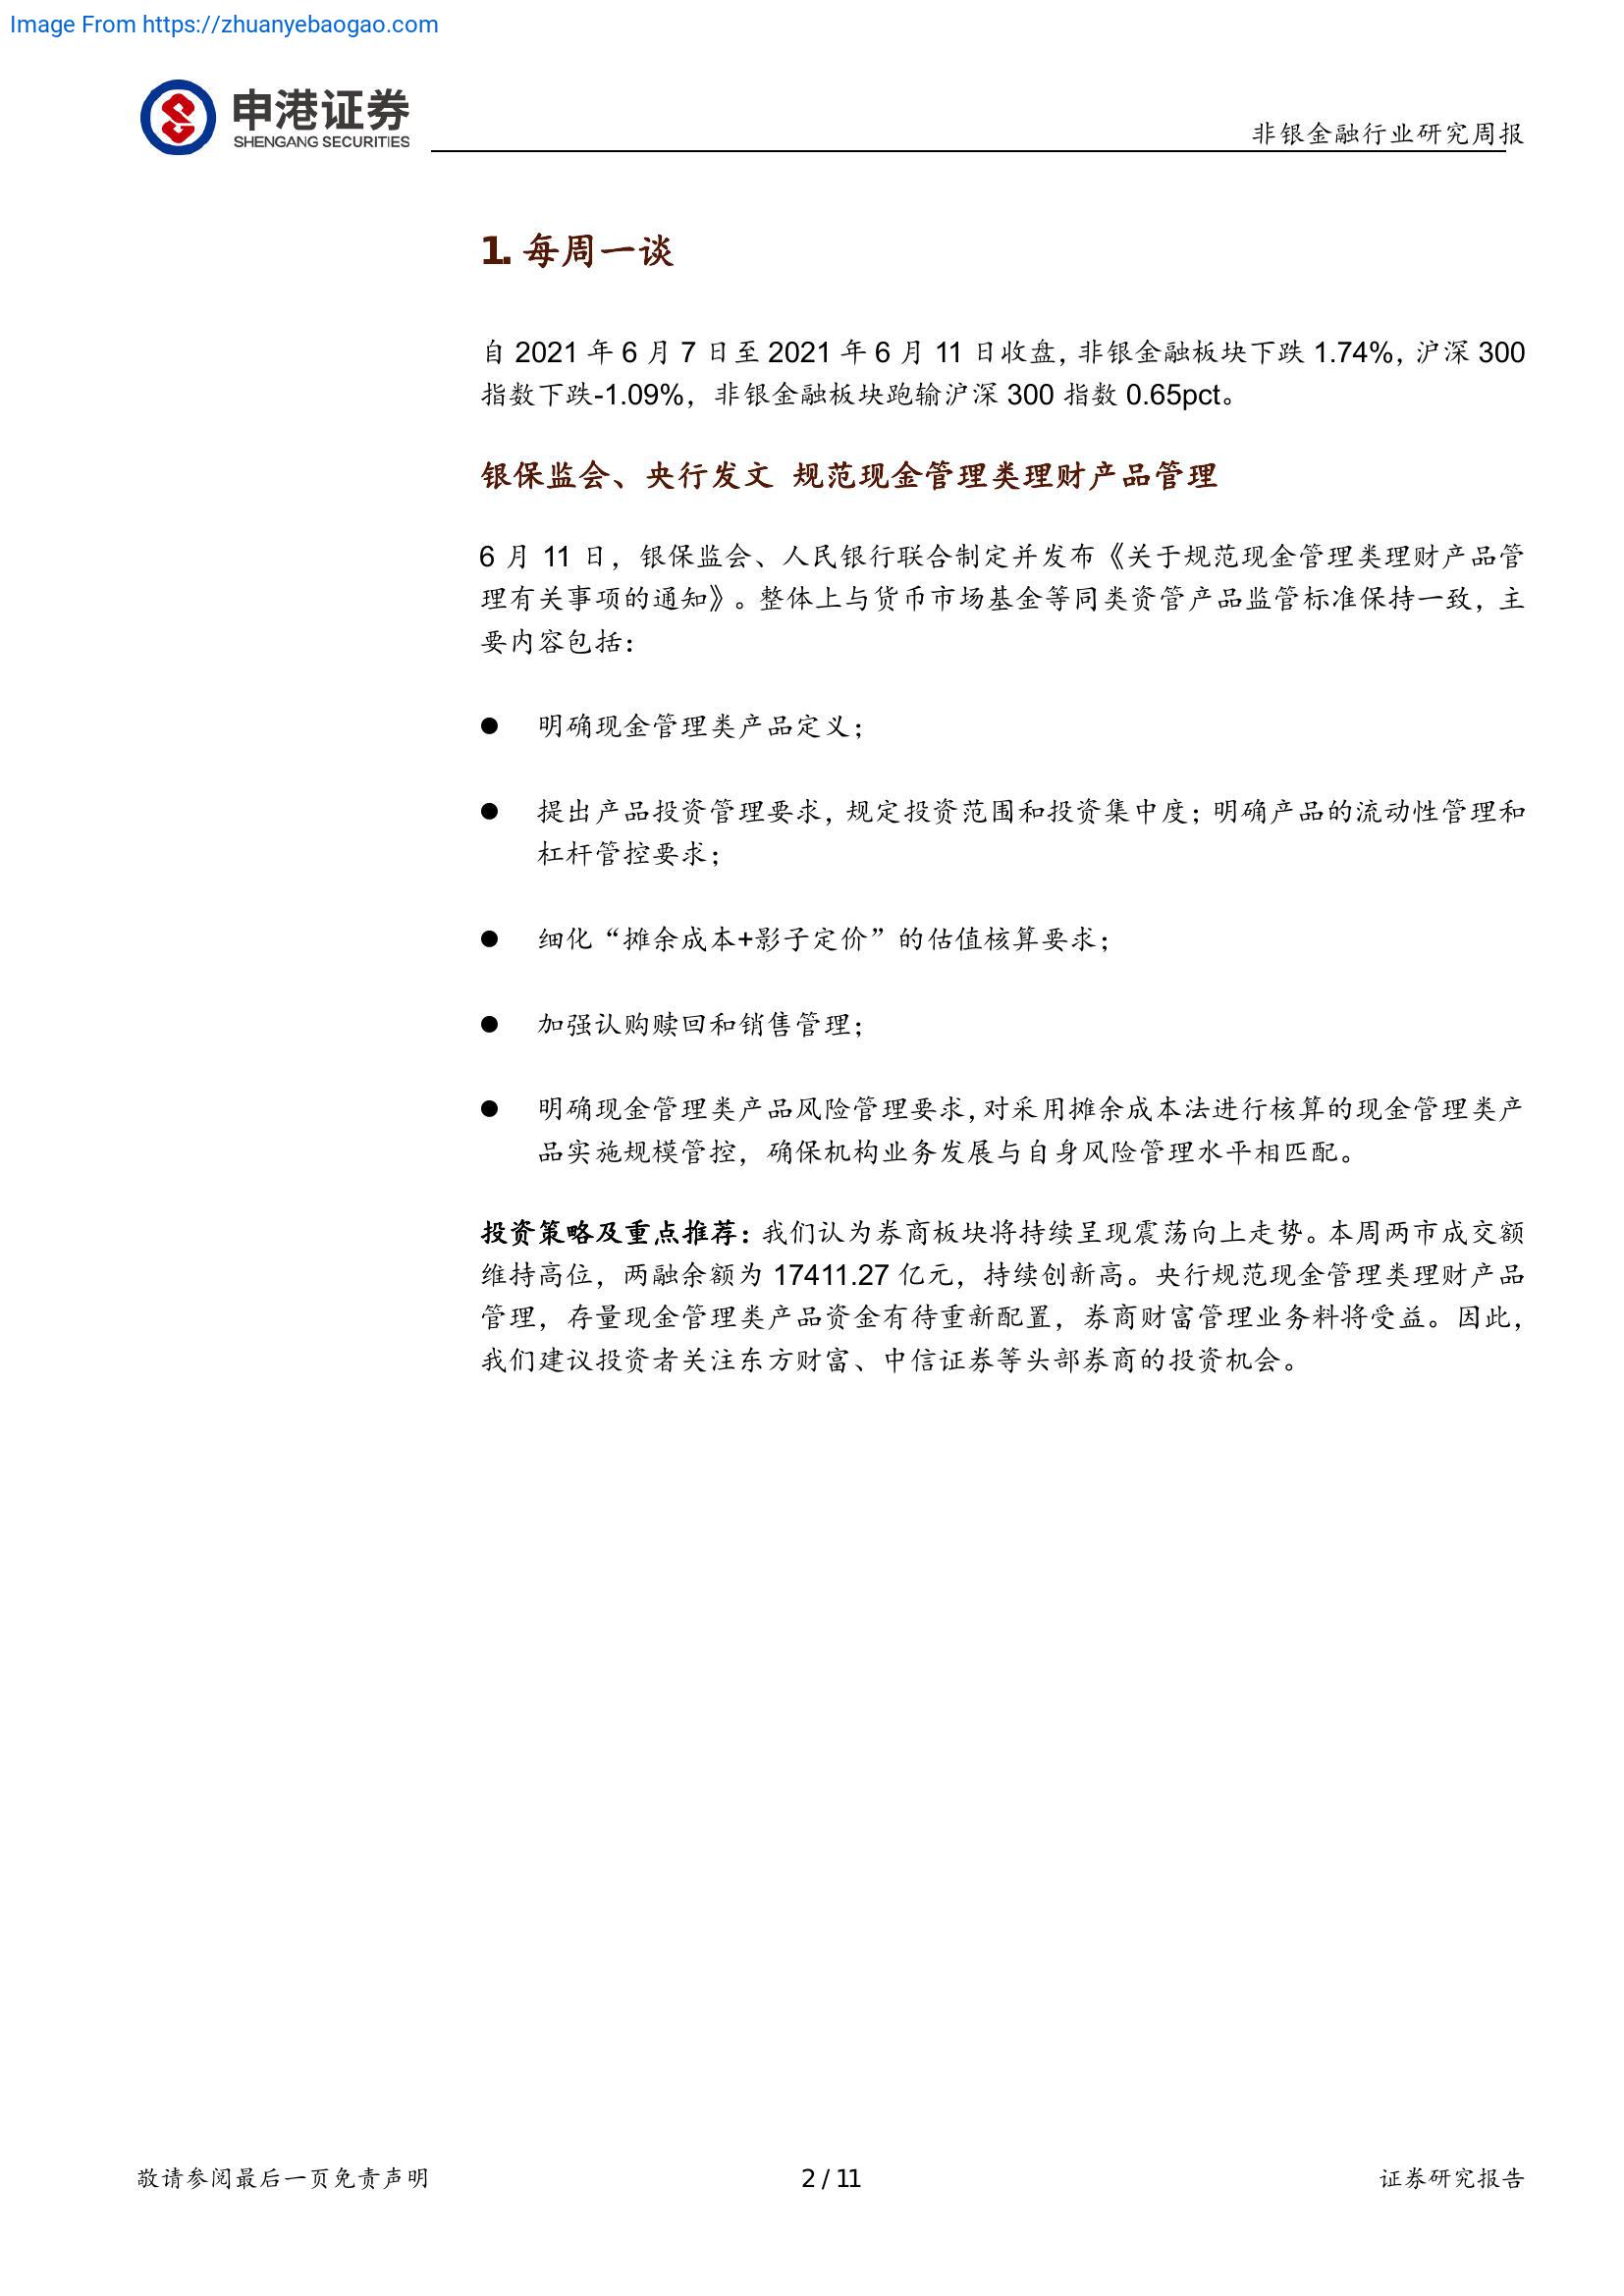 Image From https://zhuanyebaogao.com
申港证券
SHENGANG SECURITIES
非银金融行业研究周报
1. 每周一谈
自 2021 年 6 月 7 日至 2021 年 6 月 11 日收盘，非银金融板块下跌 1.74%，沪深 300
指数下跌-1.09%，非银金融板块跑输沪深 300 指数 0.65pct。
银保监会、央行发文 规范现金管理类理财产品管理
6 月 11 日，银保监会、人民银行联合制定并发布《关于规范现金管理类理财产品管
理有关事项的通知》。整体上与货币市场基金等同类资管产品监管标准保持一致，主
要内容包括：
● 明确现金管理类产品定义；
● 提出产品投资管理要求，规定投资范围和投资集中度；明确产品的流动性管理和
杠杆管控要求；
● 细化“摊余成本+影子定价”的估值核算要求；
● 加强认购赎回和销售管理；
● 明确现金管理类产品风险管理要求，对采用摊余成本法进行核算的现金管理类产
品实施规模管控，确保机构业务发展与自身风险管理水平相匹配。
投资策略及重点推荐：我们认为券商板块将持续呈现震荡向上走势。本周两市成交额
维持高位，两融余额为 17411.27 亿元，持续创新高。央行规范现金管理类理财产品
管理，存量现金管理类产品资金有待重新配置，券商财富管理业务料将受益。因此，
我们建议投资者关注东方财富、中信证券等头部券商的投资机会。
敬请参阅最后一页免责声明
2 / 11
证券研究报告